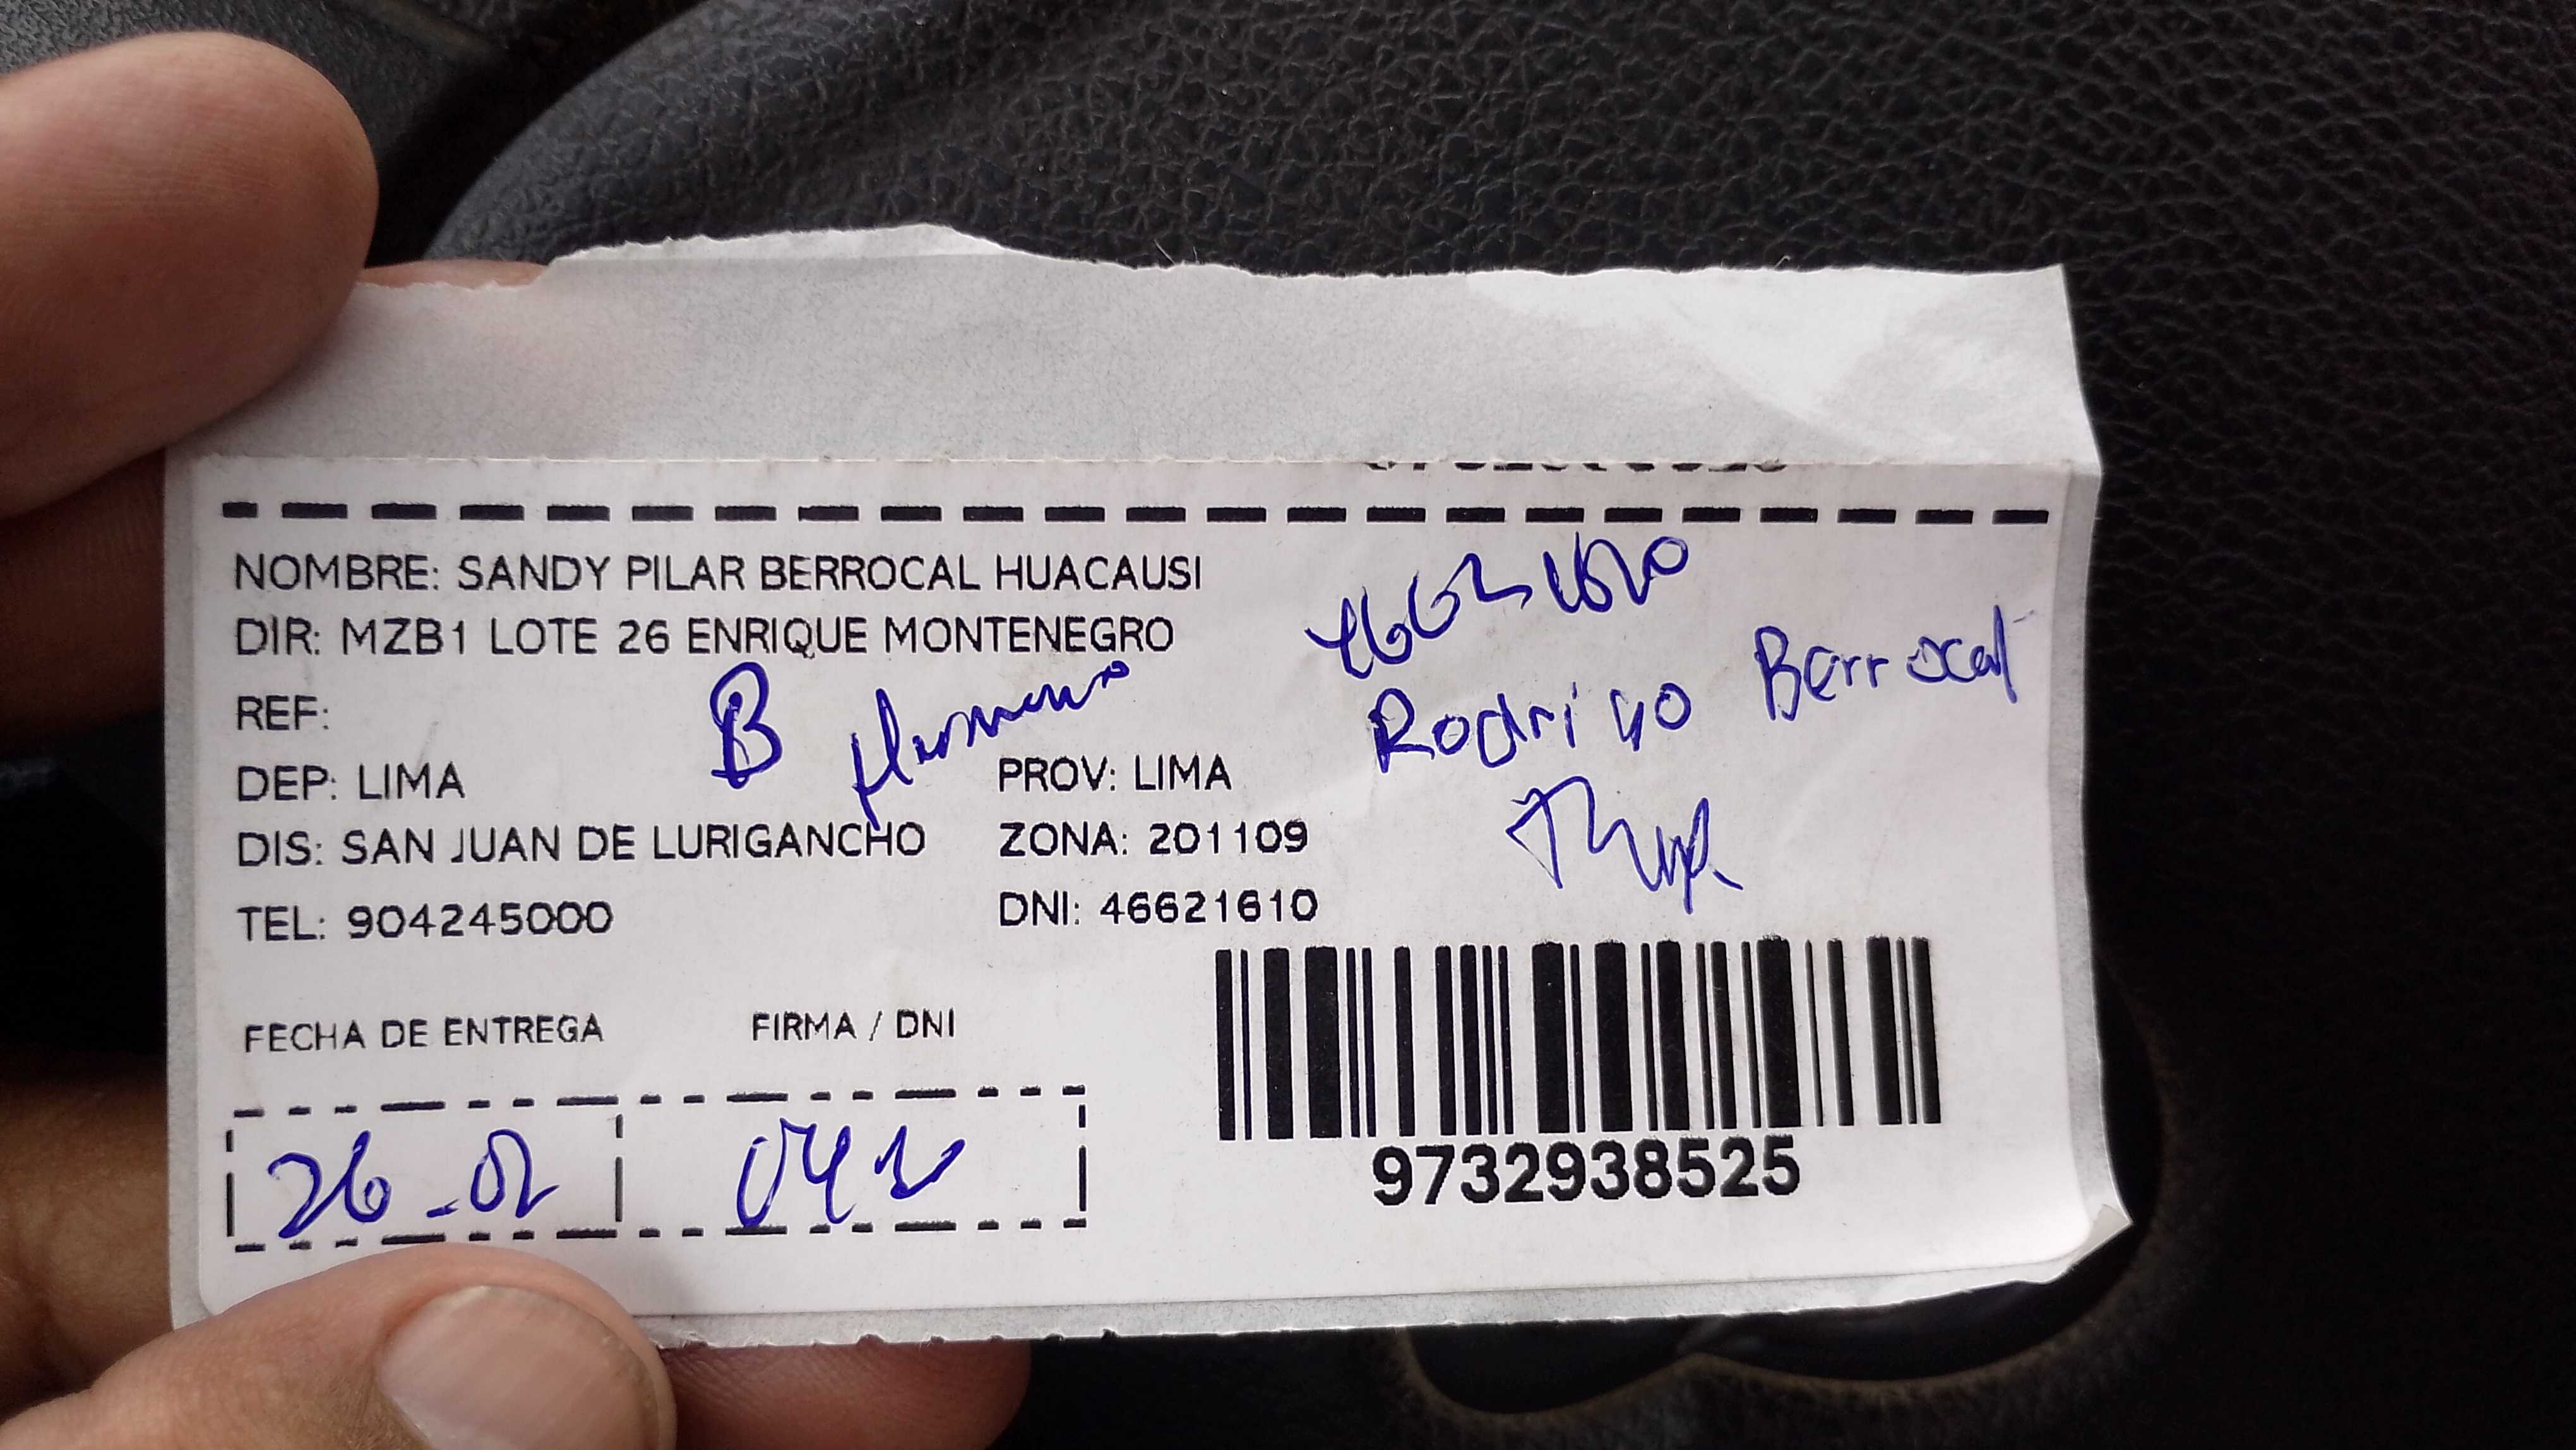 NOMBRE: SANDY PILAR BERROCAL HUACAUSI
DIR: MZB1 LOTE 26 ENRIQUE MONTENEGRO
REF:
B Hermano
Rodrigo Berrocal
DEP: LIMA PROV: LIMA
DIS: SAN JUAN DE LURIGANCHO ZONA: 201109
TEL: 904245000 DNI: 46621610
FECHA DE ENTREGA FIRMA / DNI
26-02
9732938525